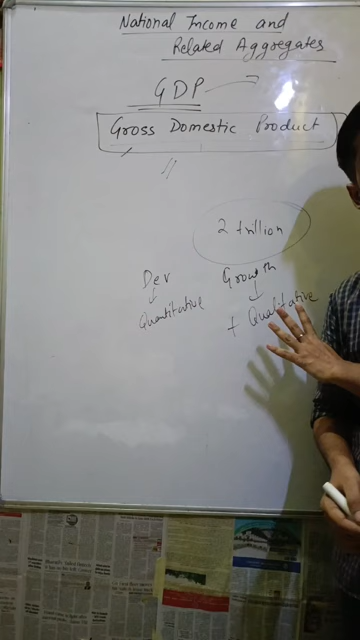 National Income and
Related Aggregates
GDP
Gross Domestic Product
2 trillion
Dev Growth
Quantitative + Qualitative